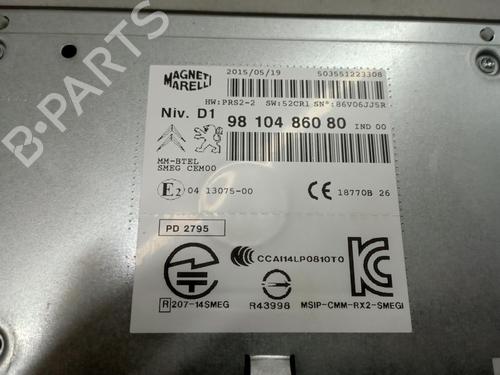 MAGNETI
MARELLI
2015/05/19 503551223308
HW:PRS2-2 SW:52CR1 SN°:86V06JJ5R
Niv. D1 98 104 860 80 IND 00
MM-BTEL
SMEG CEM00
E2 04 13075-00 CE 18770B 26
PD 2795
CCAI14LP0810T0
R 207-14SMEG R43998 MSIP-CMM-RX2-SMEGI
B-PARTS